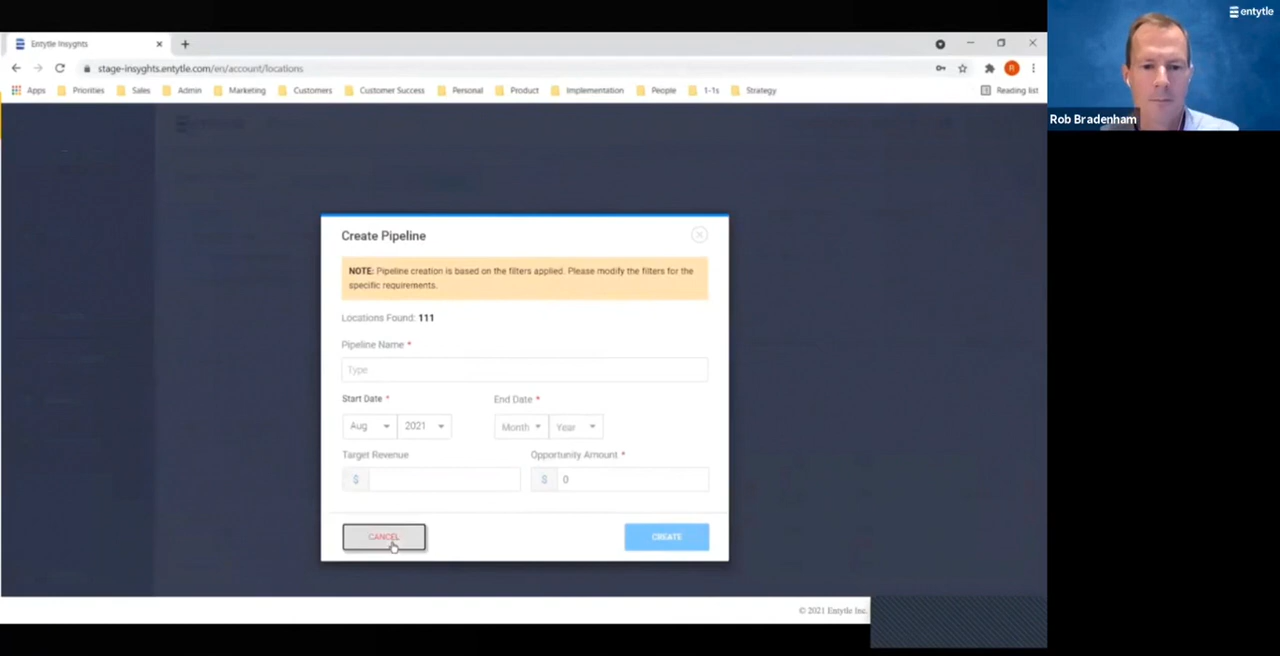 Entytle Insyghts
stage-insyghts.entytle.com/en/account/locations
Apps Priorities Sales Admin Marketing Customers Customer Success Personal Product Implementation People 1-1s Strategy Reading list
entytle
Rob Bradenham
Create Pipeline
NOTE: Pipeline creation is based on the filters applied. Please modify the filters for the
specific requirements.
Locations Found: 111
Pipeline Name *
Type
Start Date * End Date *
Aug 2021 Month Year
Target Revenue Opportunity Amount *
$ $ 0
CANCEL CREATE
© 2021 Entytle Inc.